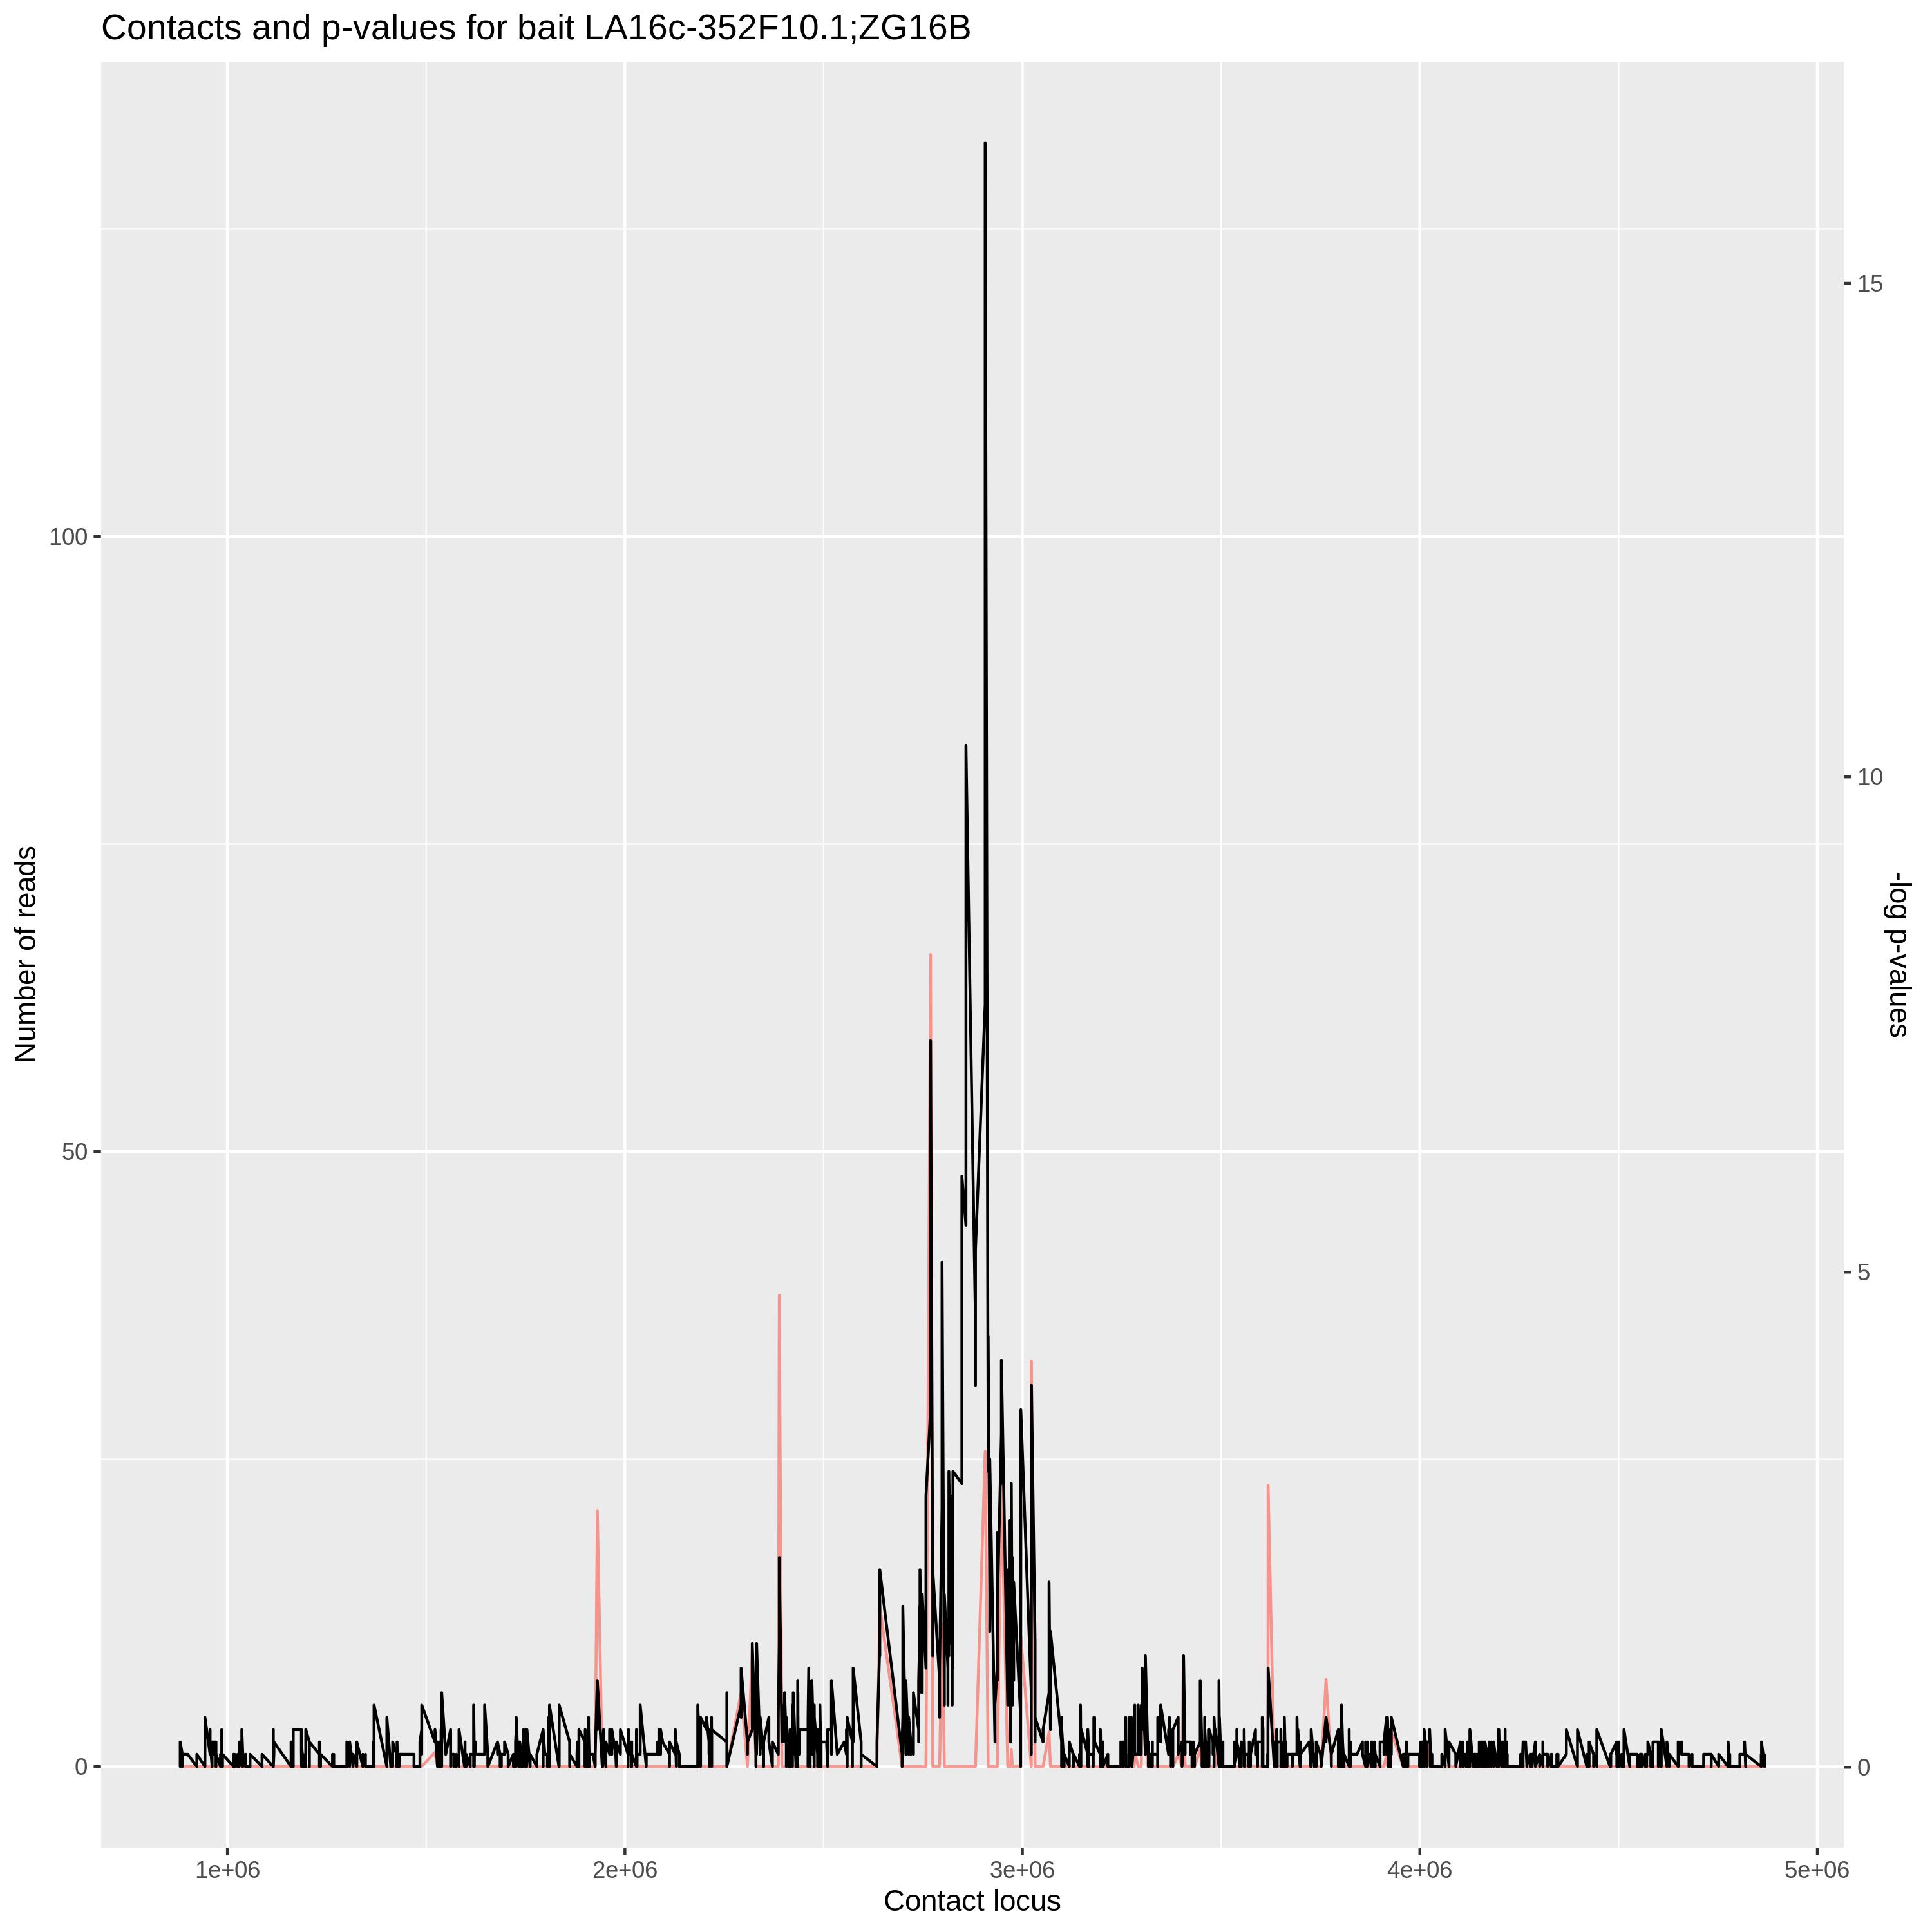 Contacts and p-values for bait LA16c-352F10.1;ZG16B
Number of reads
100
50
0
15
10
5
0
-log p-values
1e+06
2e+06
3e+06
4e+06
5e+06
Contact locus